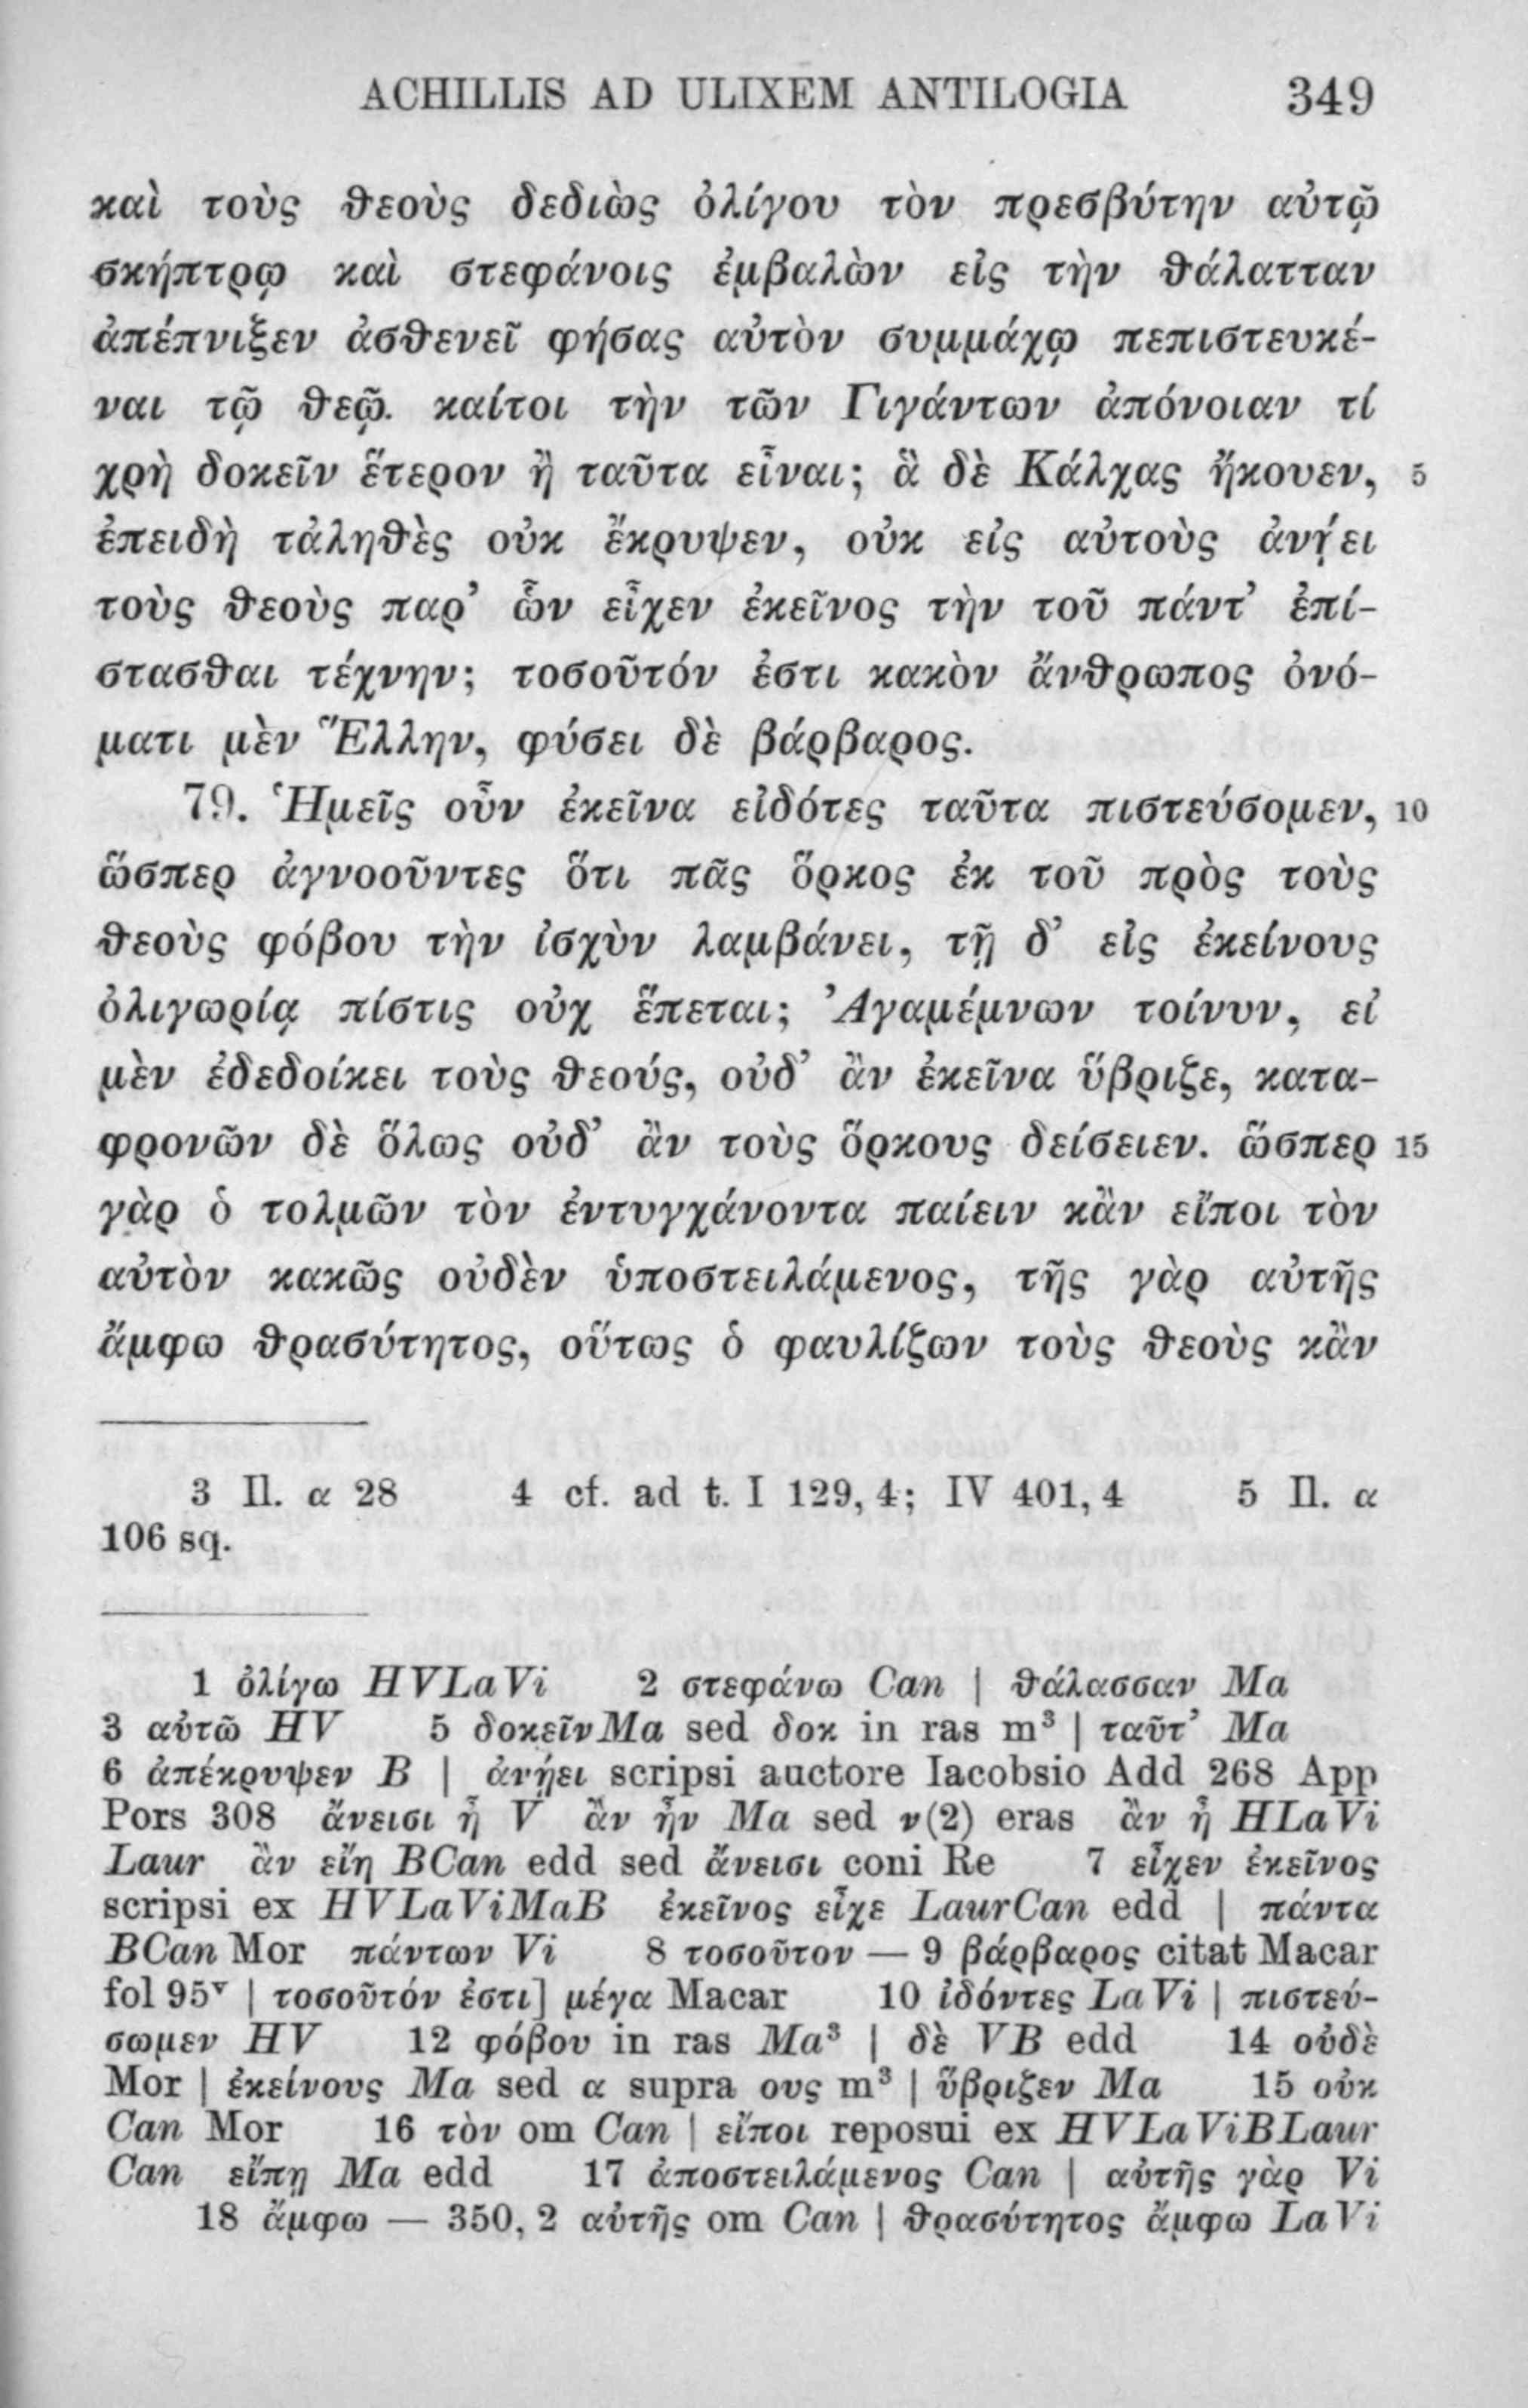 ACHILLIS AD ULIXEM ANTILOGIA 349
καὶ τοὺς θεοὺς δεδιὼς ὀλίγου τὸν πρεσβύτην αὐτῷ
σκήπτρῳ καὶ στεφάνοις ἐμβαλὼν εἰς τὴν θάλατταν
ἀπέπνιξεν ἀσθενεῖ φήσας αὐτὸν συμμάχῳ πεπιστευκέ-
ναι τῷ θεῷ. καίτοι τὴν τῶν Γιγάντων ἀπόνοιαν τί
χρὴ δοκεῖν ἕτερον ἢ ταῦτα εἶναι; ἃ δὲ Κάλχας ἤκουεν, 5
ἐπειδὴ τἀληθὲς οὐκ ἔκρυψεν, οὐκ εἰς αὐτοὺς ἀνῄει
τοὺς θεοὺς παρ’ ὧν εἶχεν ἐκεῖνος τὴν τοῦ πάντ’ ἐπί-
στασθαι τέχνην; τοσοῦτόν ἐστι κακὸν ἄνθρωπος ὀνό-
ματι μὲν Ἕλλην, φύσει δὲ βάρβαρος.
79. Ἡμεῖς οὖν ἐκεῖνα εἰδότες ταῦτα πιστεύσομεν, 10
ὥσπερ ἀγνοοῦντες ὅτι πᾶς ὅρκος ἐκ τοῦ πρὸς τοὺς
θεοὺς φόβου τὴν ἰσχὺν λαμβάνει, τῇ δ’ εἰς ἐκείνους
ὀλιγωρίᾳ πίστις οὐχ ἕπεται; Ἀγαμέμνων τοίνυν, εἰ
μὲν ἐδεδοίκει τοὺς θεούς, οὐδ’ ἂν ἐκεῖνα ὕβριζε, κατα-
φρονῶν δὲ ὅλως οὐδ’ ἂν τοὺς ὅρκους δείσειεν. ὥσπερ 15
γὰρ ὁ τολμῶν τὸν ἐντυγχάνοντα παίειν κἂν εἴποι τὸν
αὐτὸν κακῶς οὐδὲν ὑποστειλάμενος, τῆς γὰρ αὐτῆς
ἄμφω θρασύτητος, οὕτως ὁ φαυλίζων τοὺς θεοὺς κἂν
3 Il. α 28 4 cf. ad t. I 129, 4; IV 401, 4 5 Il. α
106 sq.
1 ὀλίγω HVLaVi 2 στεφάνω Can | θάλασσαν Ma
3 αὑτῶ HV 5 δοκεῖν Ma sed δοκ in ras m³ | ταῦτ’ Ma
6 ἀπέκρυψεν B | ἀνῄει scripsi auctore Iacobsio Add 268 App
Pors 308 ἄνεισι ἦ V ἂν ἦν Ma sed ν(2) eras ἂν ἦ HLaVi
Laur ἂν εἴη BCan edd sed ἄνεισι coni Re 7 εἶχεν ἐκεῖνος
scripsi ex HVLaViMaB ἐκεῖνος εἶχε LaurCan edd | πάντα
BCan Mor πάντων Vi 8 τοσοῦτον — 9 βάρβαρος citat Macar
fol 95ᵛ | τοσοῦτόν ἐστι] μέγα Macar 10 ἰδόντες LaVi | πιστεύ-
σωμεν HV 12 φόβου in ras Ma³ | δὲ VB edd 14 οὐδὲ
Mor | ἐκείνους Ma sed α supra ους m³ | ὕβριζεν Ma 15 οὐκ
Can Mor 16 τὸν om Can | εἴποι reposui ex HVLaViBLaur
Can εἴπῃ Ma edd 17 ἀποστειλάμενος Can | αὐτῆς γὰρ Vi
18 ἄμφω — 350, 2 αὐτῆς om Can | θρασύτητος ἄμφω LaVi